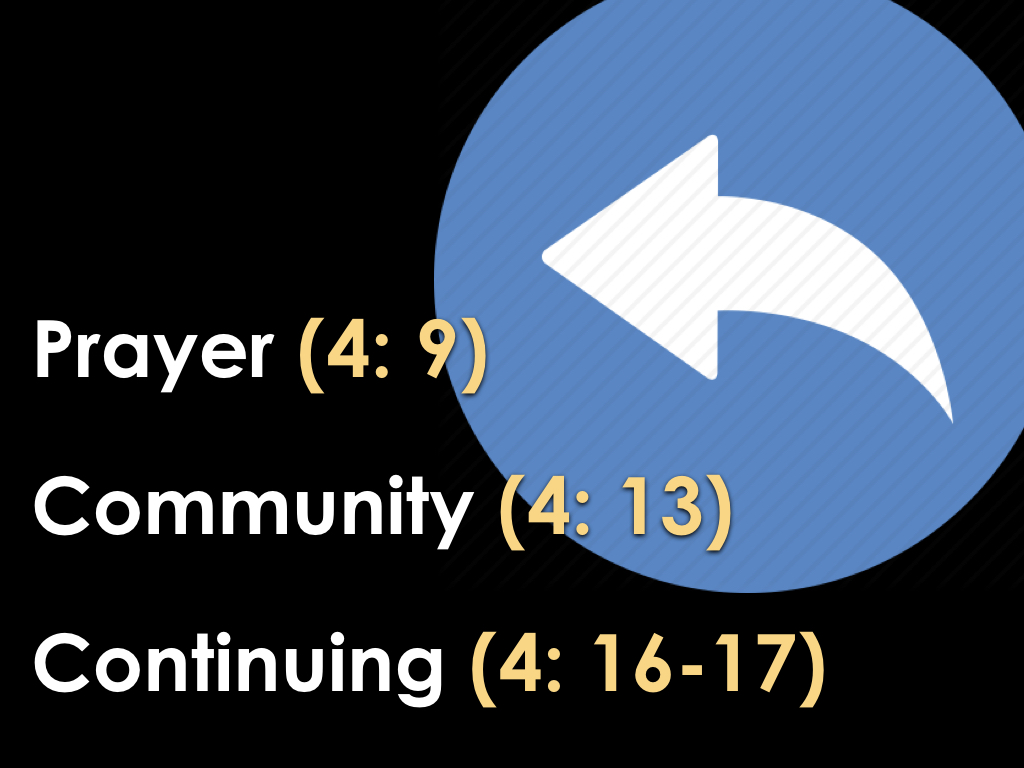 Prayer (4: 9)
Community (4: 13)
Continuing (4: 16-17)